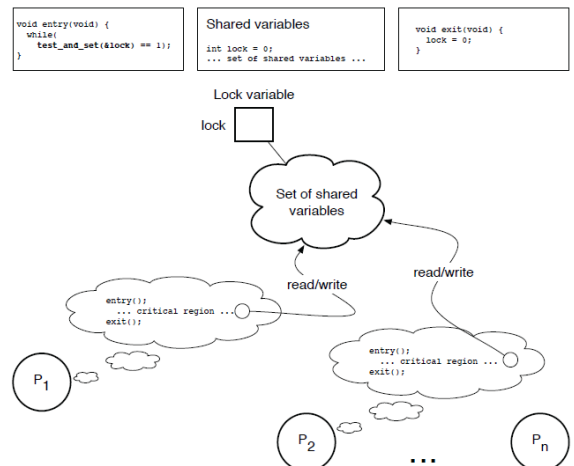 void entry(void) {
while(
test_and_set(&lock) == 1);
}
Shared variables
int lock = 0;
... set of shared variables ...
void exit(void) {
lock = 0;
}
Lock variable
lock
Set of shared
variables
read/write
read/write
entry();
... critical region ...
exit();
entry();
... critical region ...
exit();
P1
P2
...
Pn